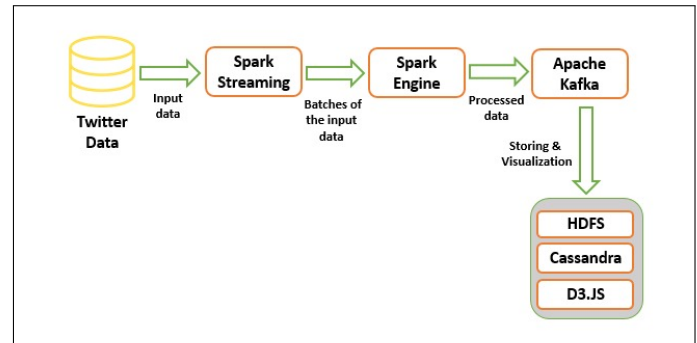 Twitter
Data
Input
data
Spark
Streaming
Batches of
the input
data
Spark
Engine
Processed
data
Apache
Kafka
Storing &
Visualization
HDFS
Cassandra
D3.JS